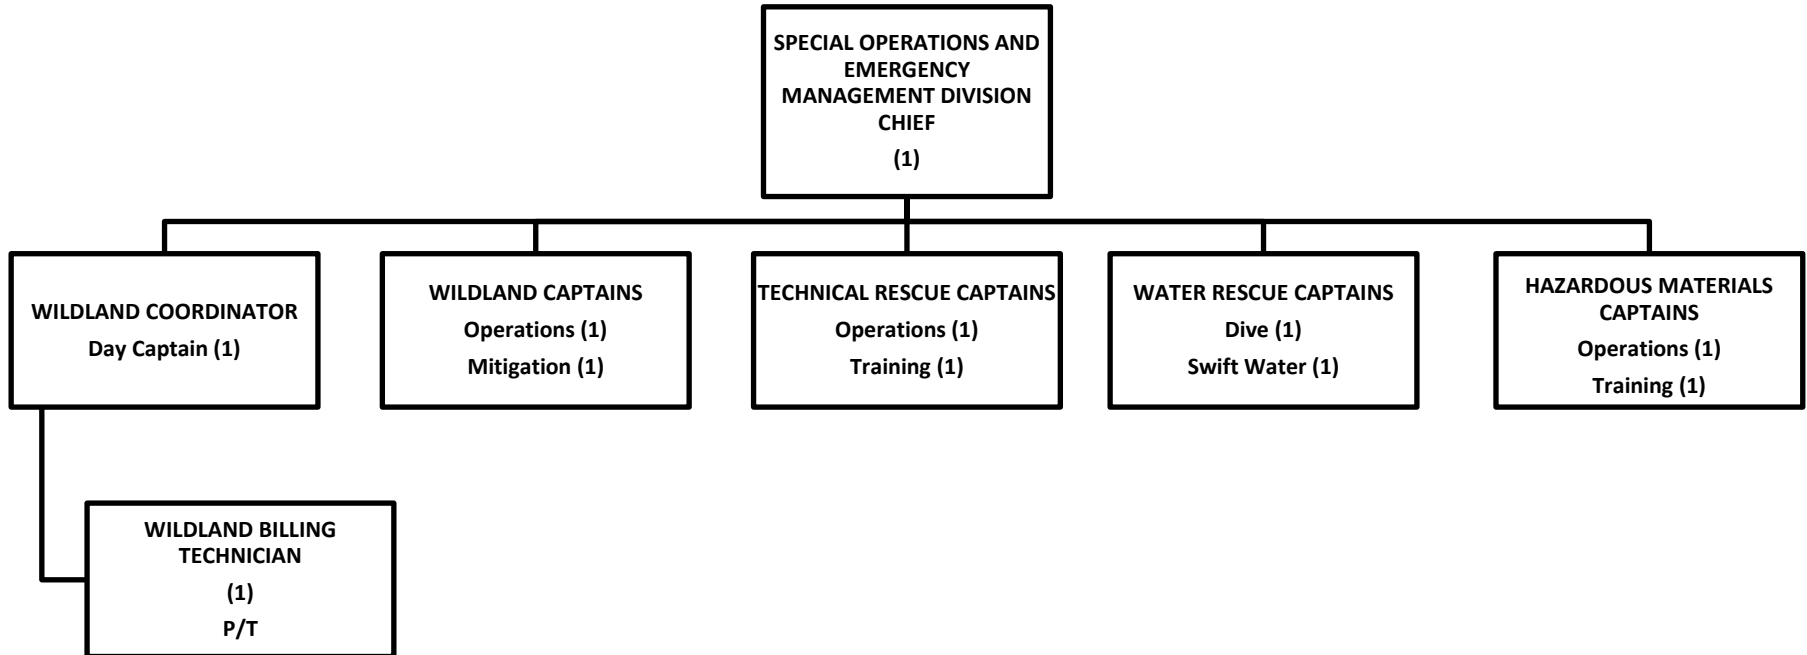 SPECIAL OPERATIONS AND
EMERGENCY
MANAGEMENT DIVISION
CHIEF
(1)
WILDLAND COORDINATOR
Day Captain (1)
WILDLAND CAPTAINS
Operations (1)
Mitigation (1)
TECHNICAL RESCUE CAPTAINS
Operations (1)
Training (1)
WATER RESCUE CAPTAINS
Dive (1)
Swift Water (1)
HAZARDOUS MATERIALS
CAPTAINS
Operations (1)
Training (1)
WILDLAND BILLING
TECHNICIAN
(1)
P/T